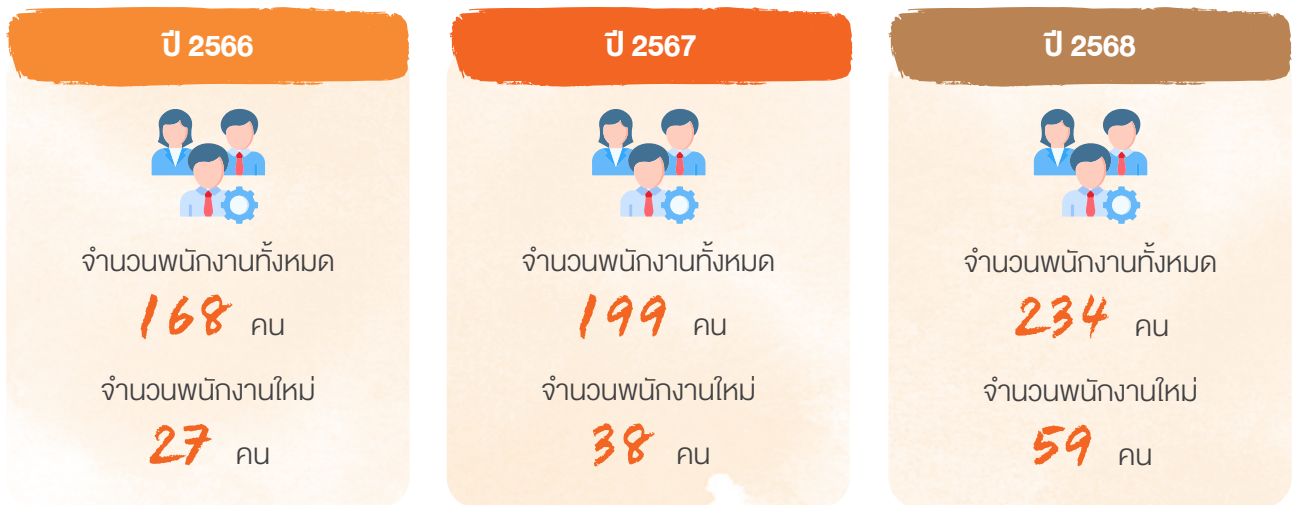 ปี 2566
จำนวนพนักงานทั้งหมด
168 คน
จำนวนพนักงานใหม่
27 คน
ปี 2567
จำนวนพนักงานทั้งหมด
199 คน
จำนวนพนักงานใหม่
38 คน
ปี 2568
จำนวนพนักงานทั้งหมด
234 คน
จำนวนพนักงานใหม่
59 คน